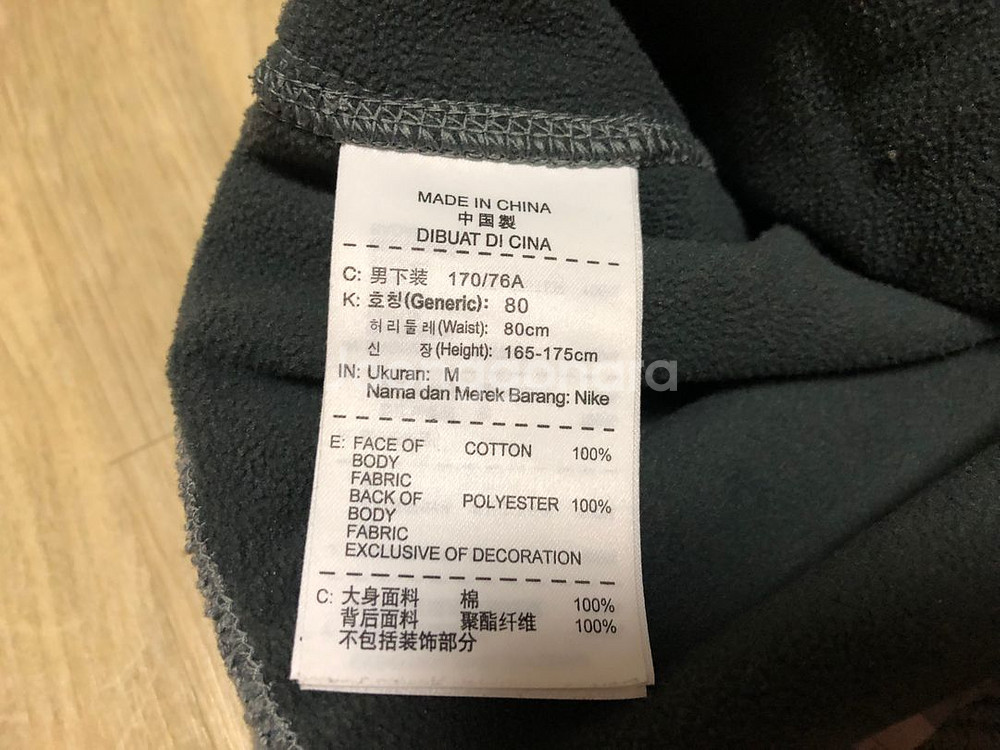 MADE IN CHINA
中国製
DIBUAT DI CINA
C: 男下装 170/76A
K: 호칭(Generic): 80
허리둘레(Waist): 80cm
신 장(Height): 165-175cm
IN: Ukuran: M
Nama dan Merek Barang: Nike
E: FACE OF COTTON 100%
BODY
FABRIC
BACK OF POLYESTER 100%
BODY
FABRIC
EXCLUSIVE OF DECORATION
C: 大身面料 棉 100%
背后面料 聚酯纤维 100%
不包括装饰部分